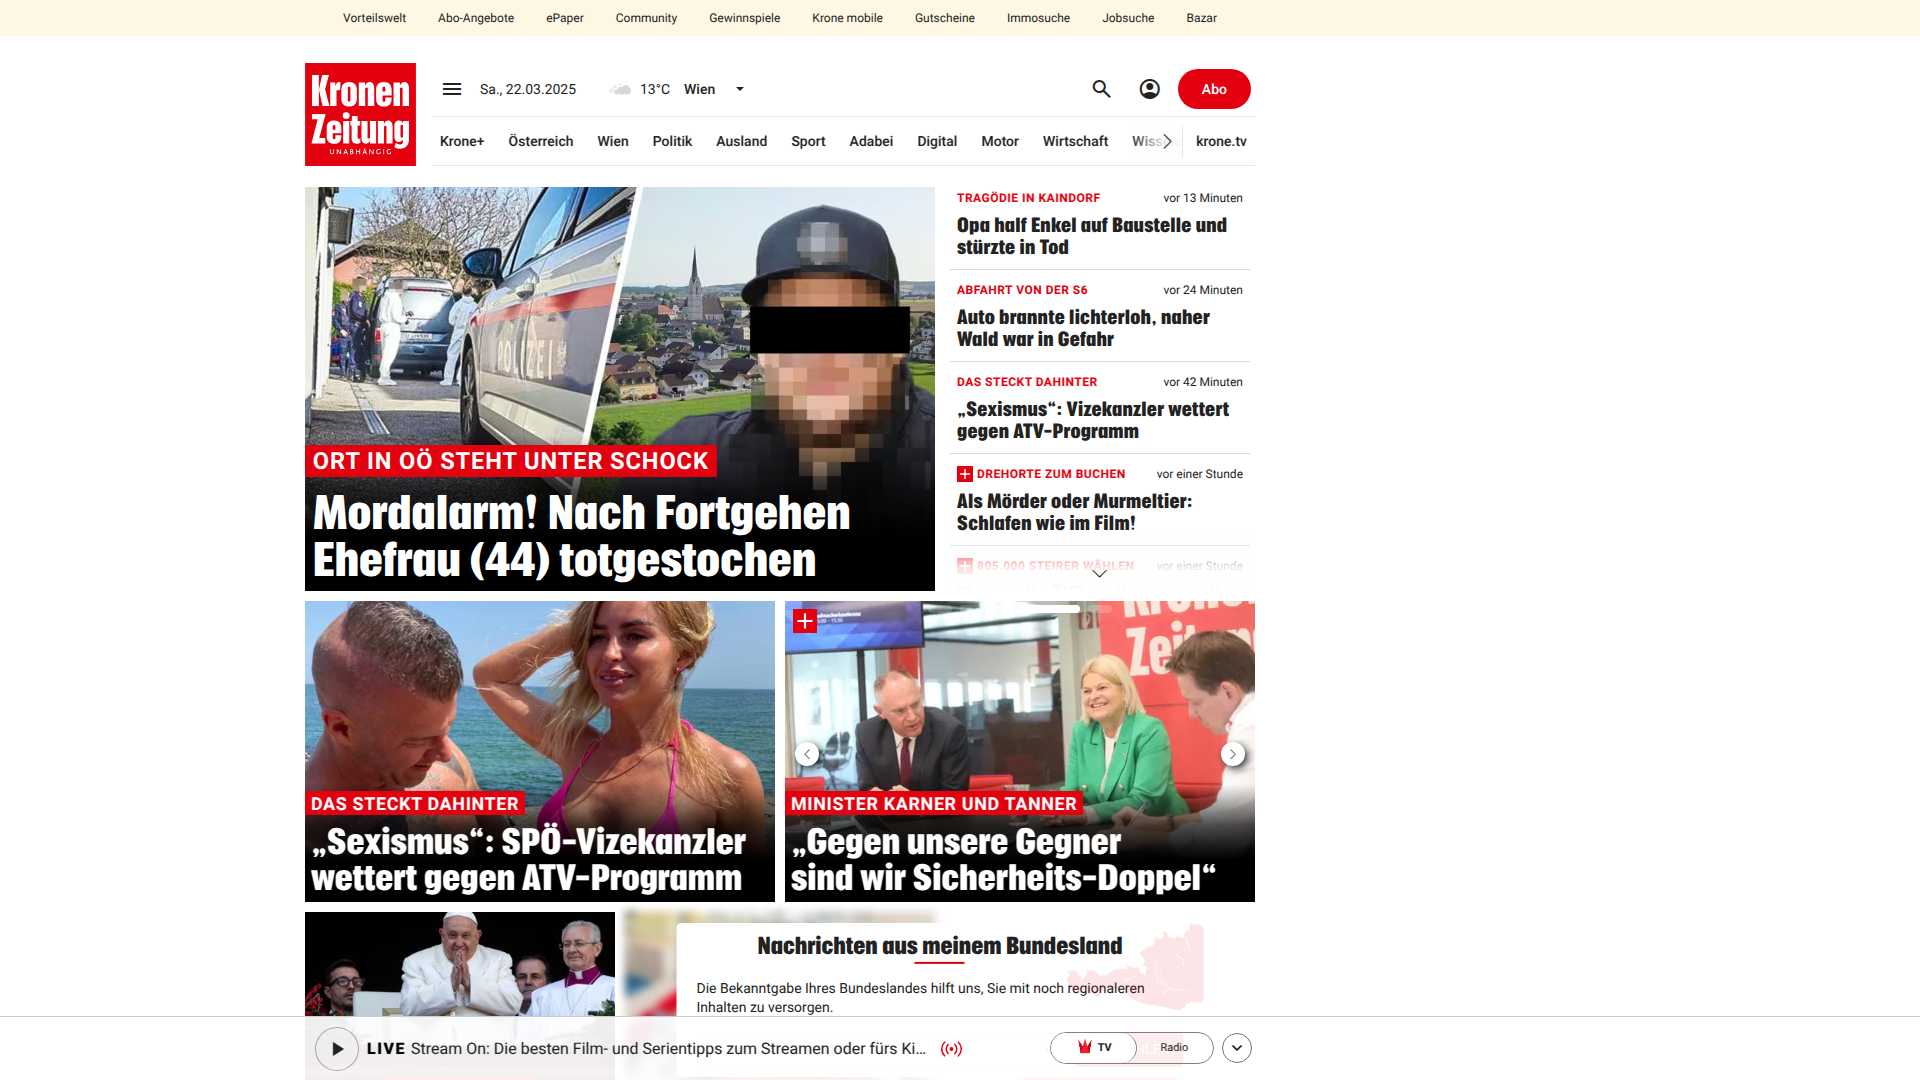 Vorteilswelt
Abo-Angebote
ePaper
Community
Gewinnspiele
Krone mobile
Gutscheine
Immosuche
Jobsuche
Bazar
Kronen
Zeitung
UNABHÄNGIG
Sa., 22.03.2025
13°C
Wien
Abo
Krone+
Österreich
Wien
Politik
Ausland
Sport
Adabei
Digital
Motor
Wirtschaft
krone.tv
POLIZEI
ORT IN OÖ STEHT UNTER SCHOCK
Mordalarm! Nach Fortgehen
Ehefrau (44) totgestochen
TRAGÖDIE IN KAINDORF
vor 13 Minuten
Opa half Enkel auf Baustelle und
stürzte in Tod
ABFAHRT VON DER S6
vor 24 Minuten
Auto brannte lichterloh, naher
Wald war in Gefahr
DAS STECKT DAHINTER
vor 42 Minuten
„Sexismus“: Vizekanzler wettert
gegen ATV-Programm
DREHORTE ZUM BUCHEN
vor einer Stunde
Als Mörder oder Murmeltier:
Schlafen wie im Film!
805.000 STEIRER WÄHLEN
vor einer Stunde
DAS STECKT DAHINTER
„Sexismus“: SPÖ-Vizekanzler
wettert gegen ATV-Programm
MINISTER KARNER UND TANNER
„Gegen unsere Gegner
sind wir Sicherheits-Doppel“
Nachrichten aus meinem Bundesland
Die Bekanntgabe Ihres Bundeslandes hilft uns, Sie mit noch regionaleren
Inhalten zu versorgen.
LIVE Stream On: Die besten Film- und Serientipps zum Streamen oder fürs Ki...
TV
Radio